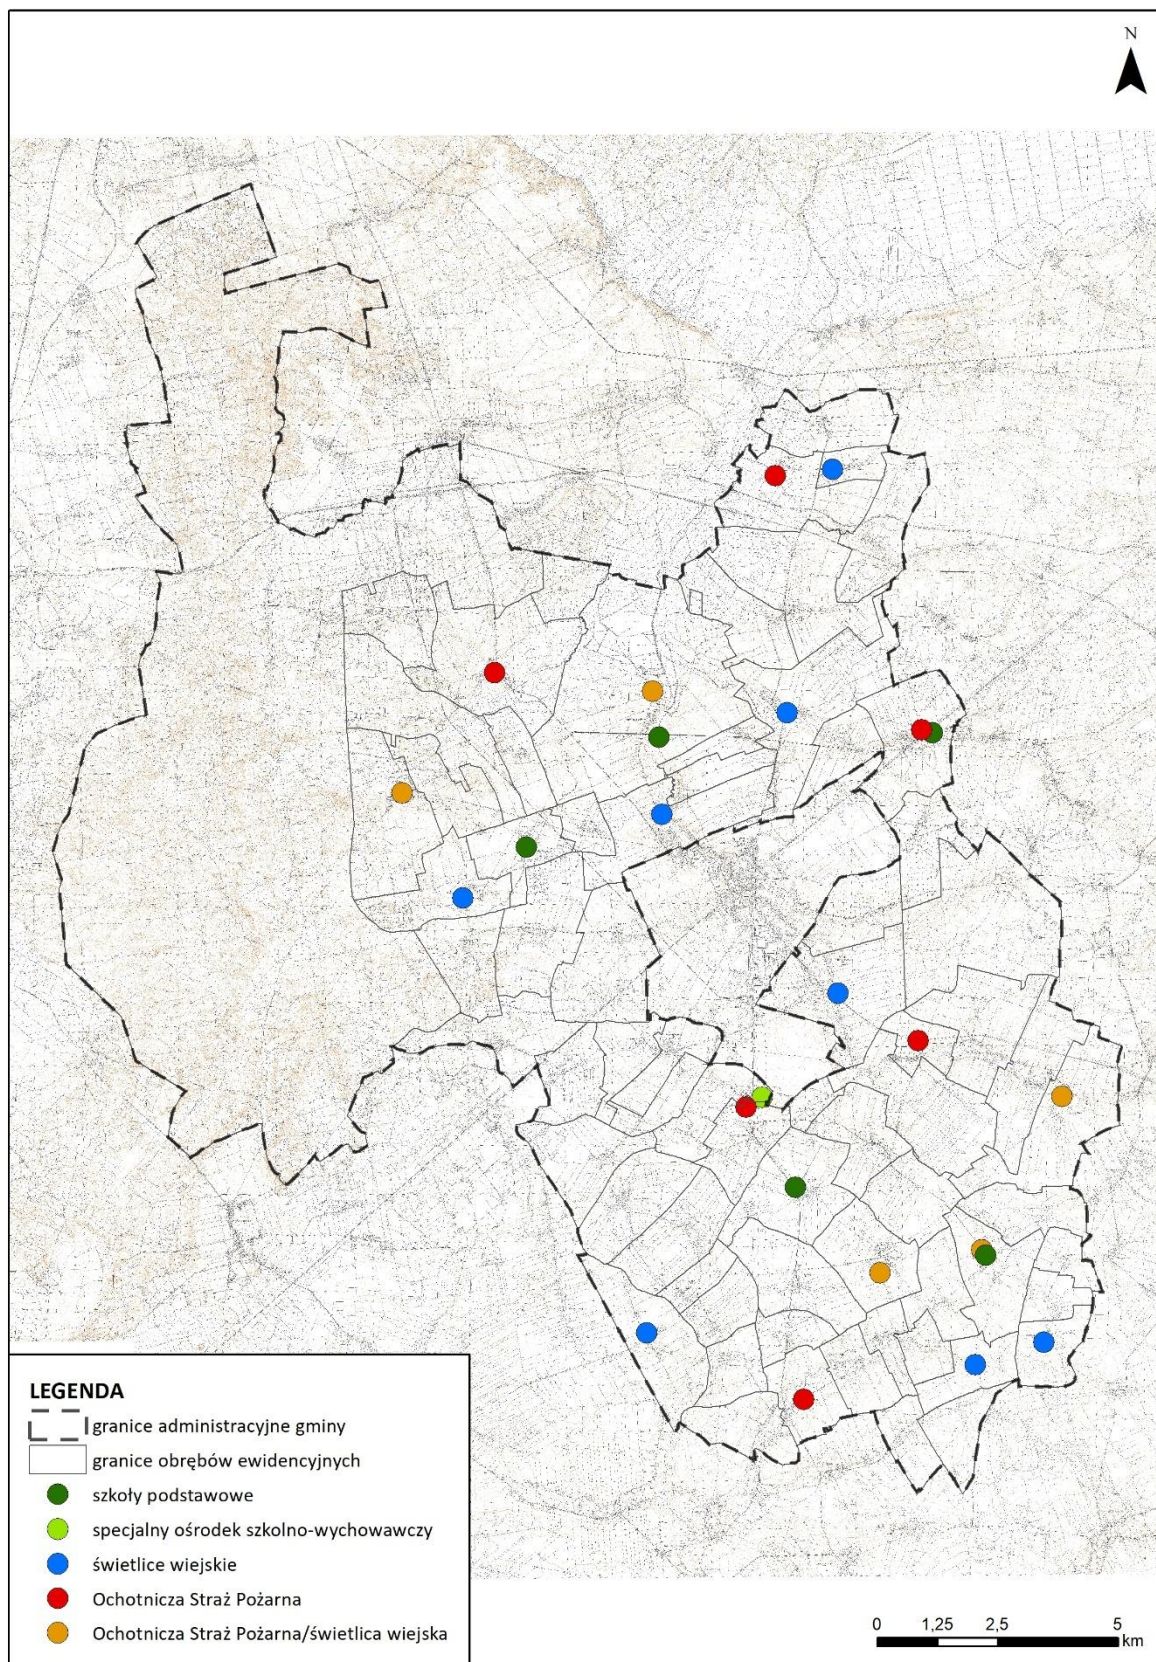 N
LEGENDA
granice administracyjne gminy
granice obrębów ewidencyjnych
szkoły podstawowe
specjalny ośrodek szkolno-wychowawczy
świetlice wiejskie
Ochotnicza Straż Pożarna
Ochotnicza Straż Pożarna/świetlica wiejska
0 1,25 2,5 5
km